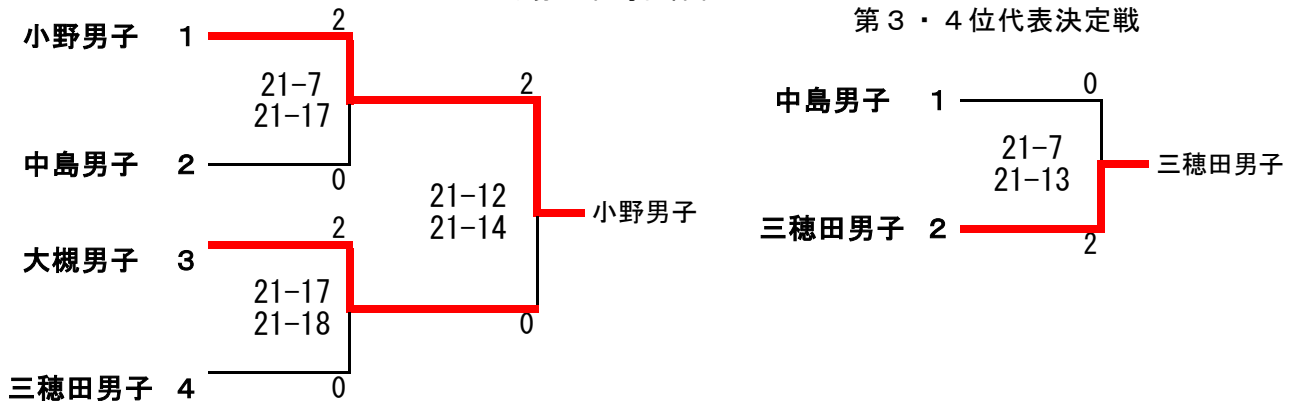 小野男子 1
2
21-7
21-17
中島男子 2
0
2
21-12
21-14
小野男子
大槻男子 3
2
21-17
21-18
0
三穂田男子 4
0
第3・4位代表決定戦
中島男子 1
0
21-7
21-13
三穂田男子
三穂田男子 2
2